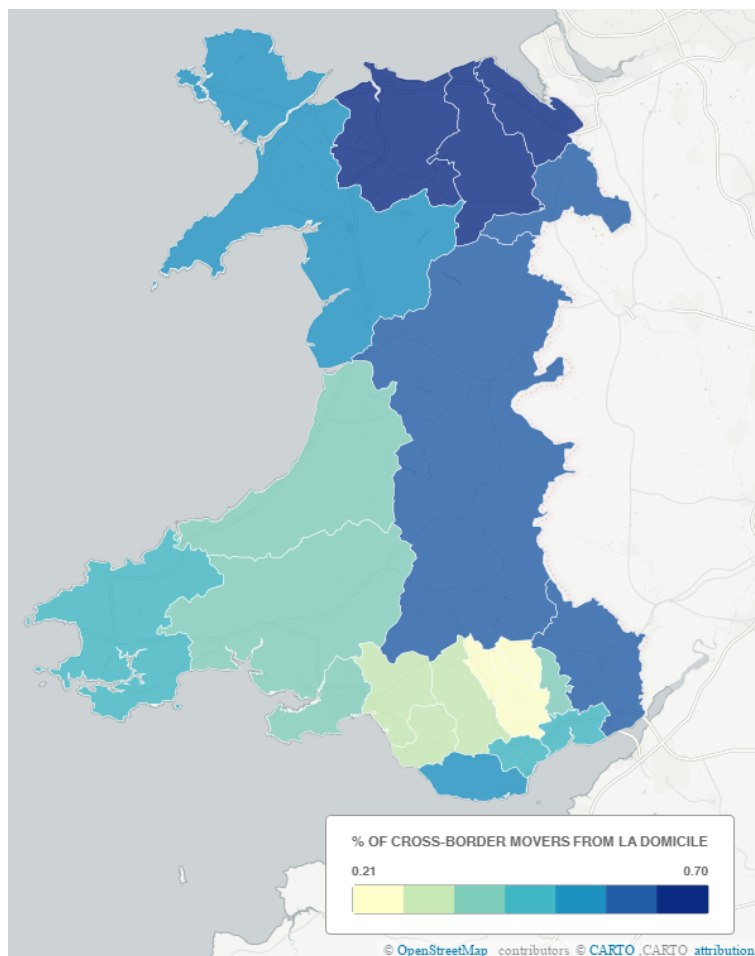 % OF CROSS-BORDER MOVERS FROM LA DOMICILE
0.21 0.70
© OpenStreetMap contributors © CARTO ,CARTO attribution